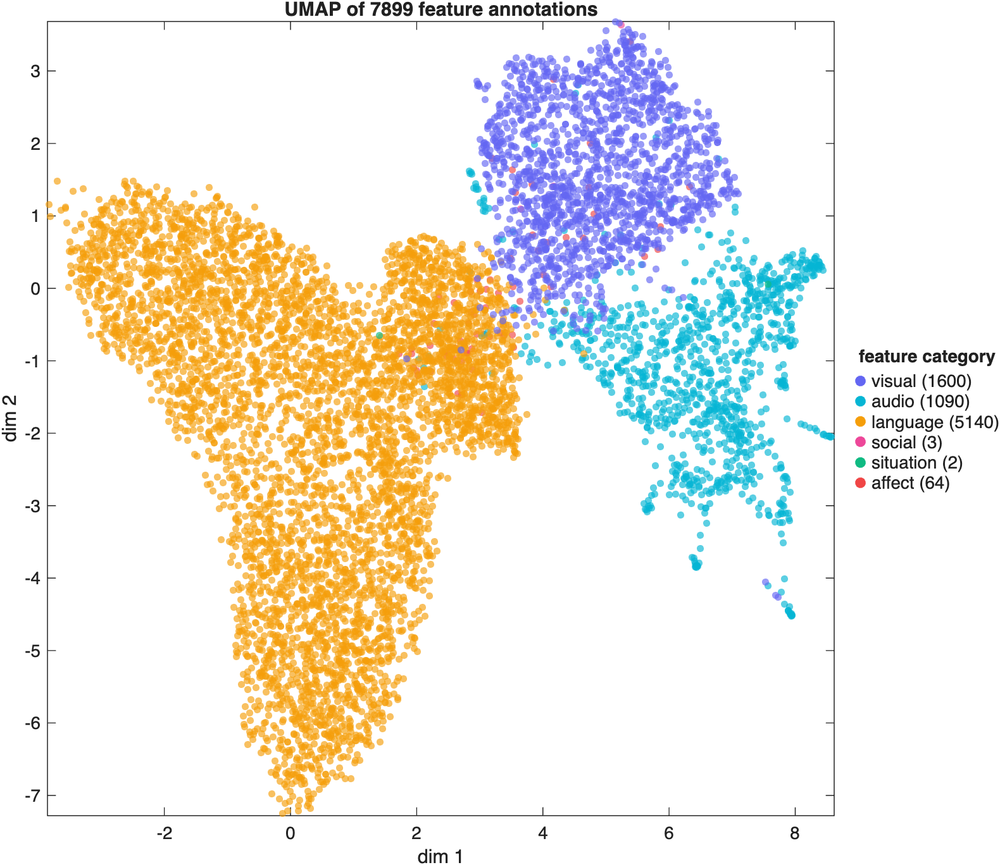 UMAP of 7899 feature annotations
3
2
1
0
-1
-2
-3
-4
-5
-6
-7
dim 2
-2
0
2
4
6
8
dim 1
feature category
visual (1600)
audio (1090)
language (5140)
social (3)
situation (2)
affect (64)